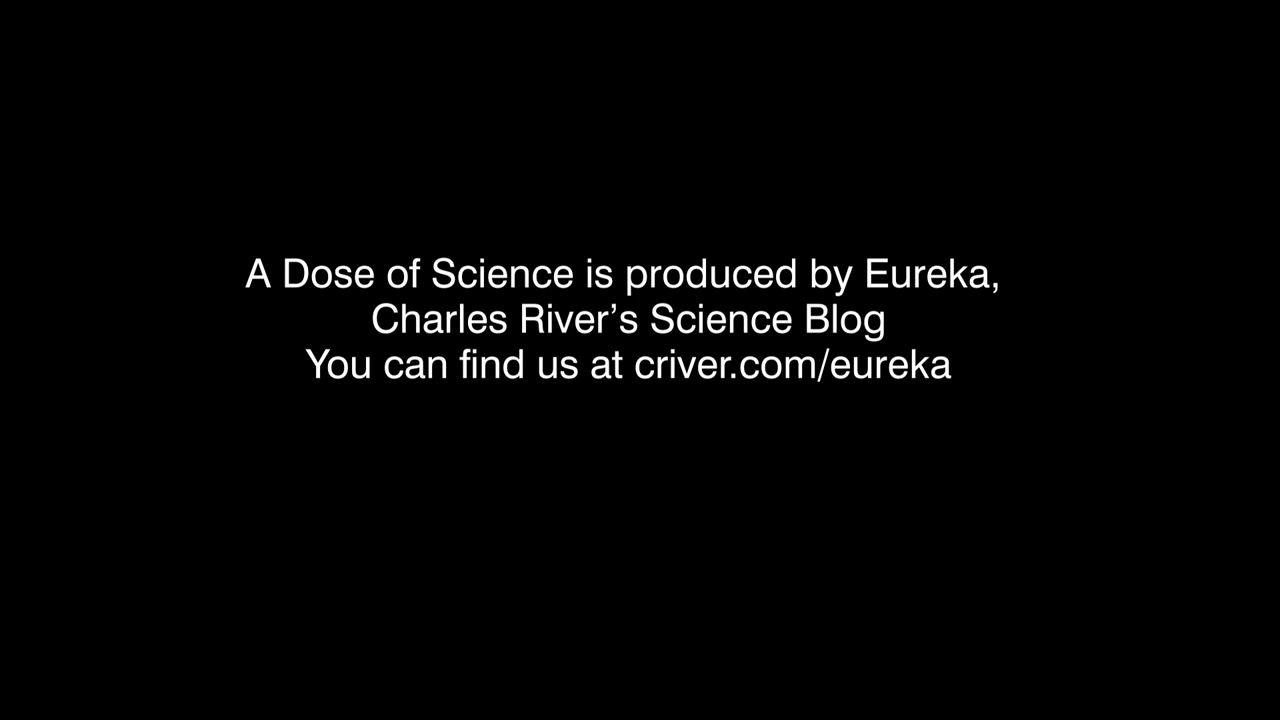 A Dose of Science is produced by Eureka,
Charles River’s Science Blog
You can find us at criver.com/eureka